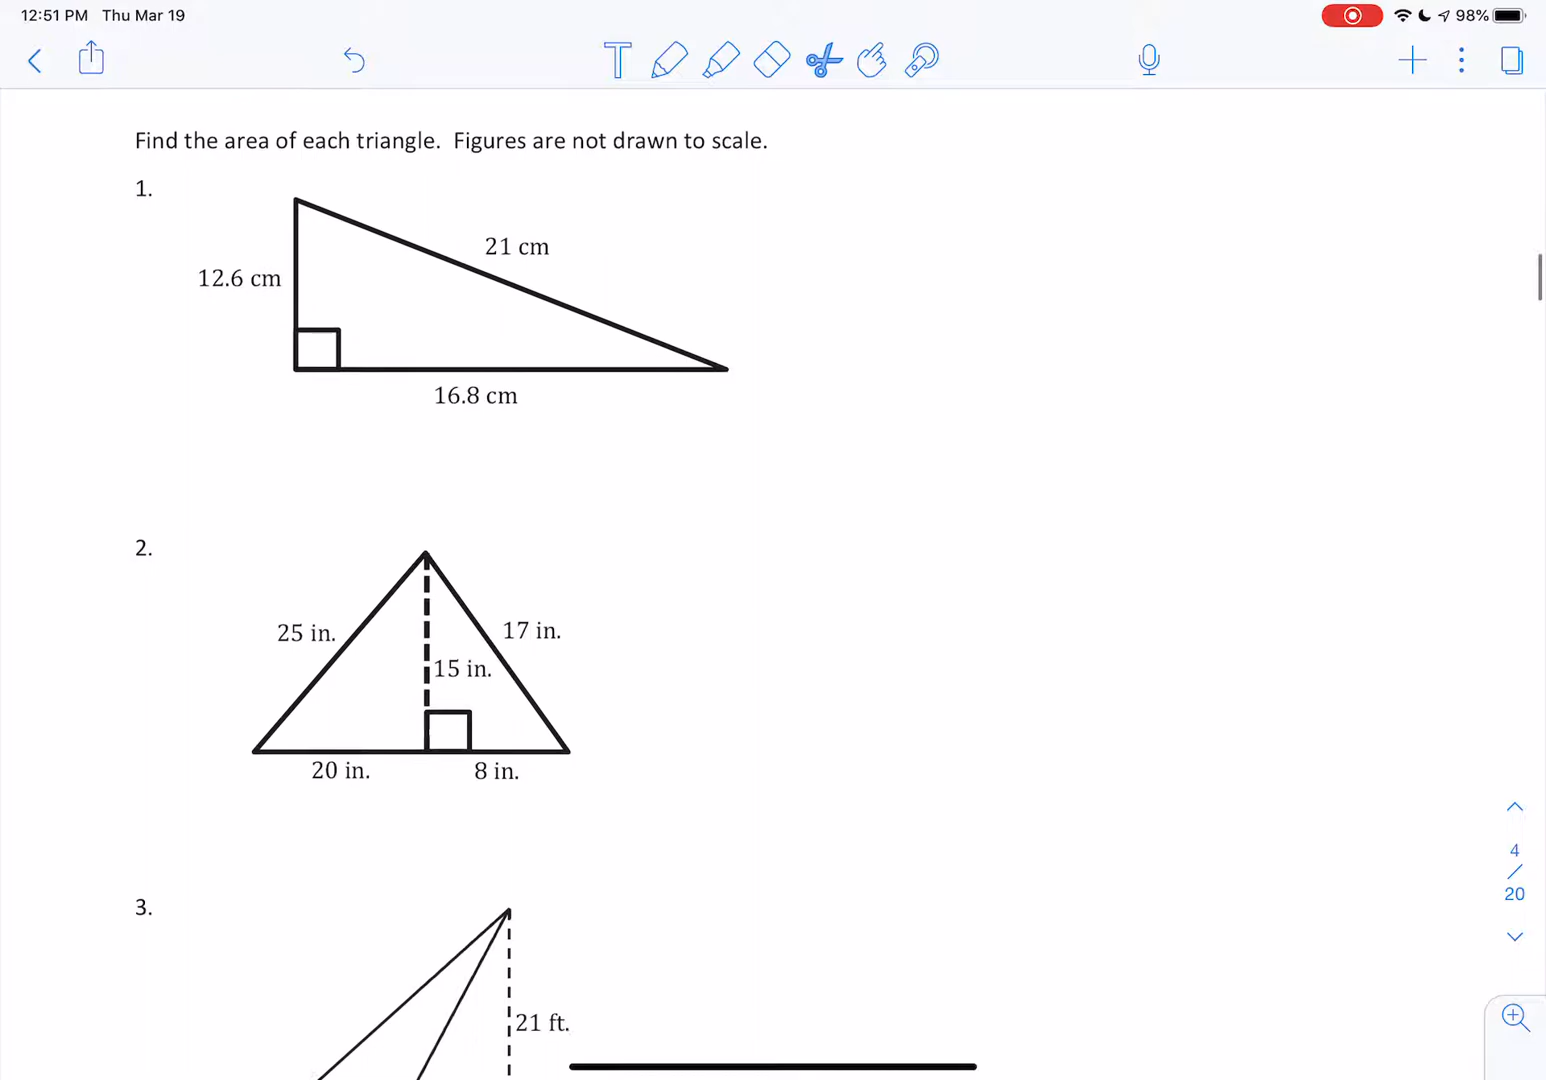 12:51 PM Thu Mar 19
98%
Find the area of each triangle. Figures are not drawn to scale.
1.
21 cm
12.6 cm
16.8 cm
2.
25 in.
17 in.
15 in.
20 in.
8 in.
4
/
20
3.
21 ft.